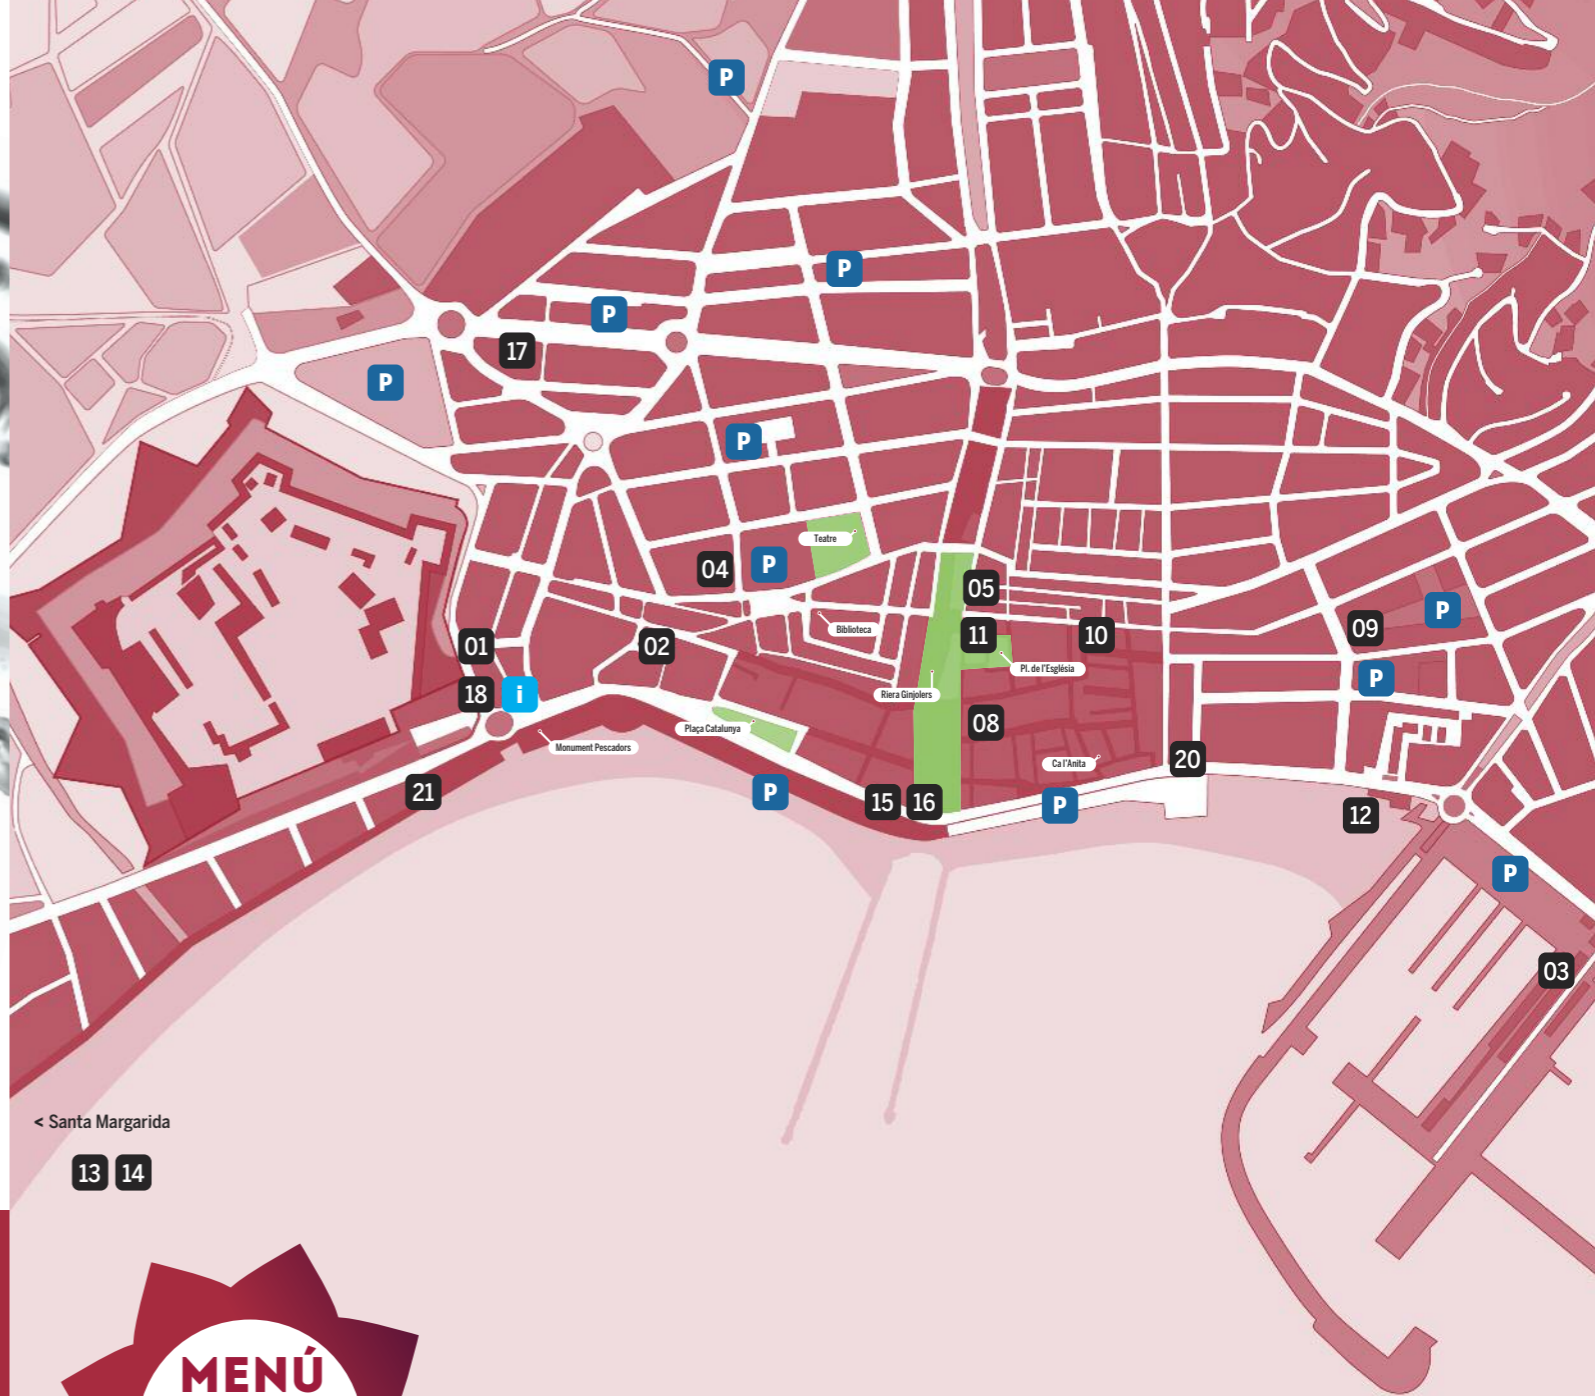 P
P
P
17
P
P
Teatre
04
P
05
Biblioteca
01
02
11
10
09
P
Pl. de l'Església
18
i
Riera Ginjolers
P
Plaça Catalunya
08
Monument Pescadors
Ca l'Anita
20
21
P
15
16
P
12
P
03
< Santa Margarida
13 14
MENÚ